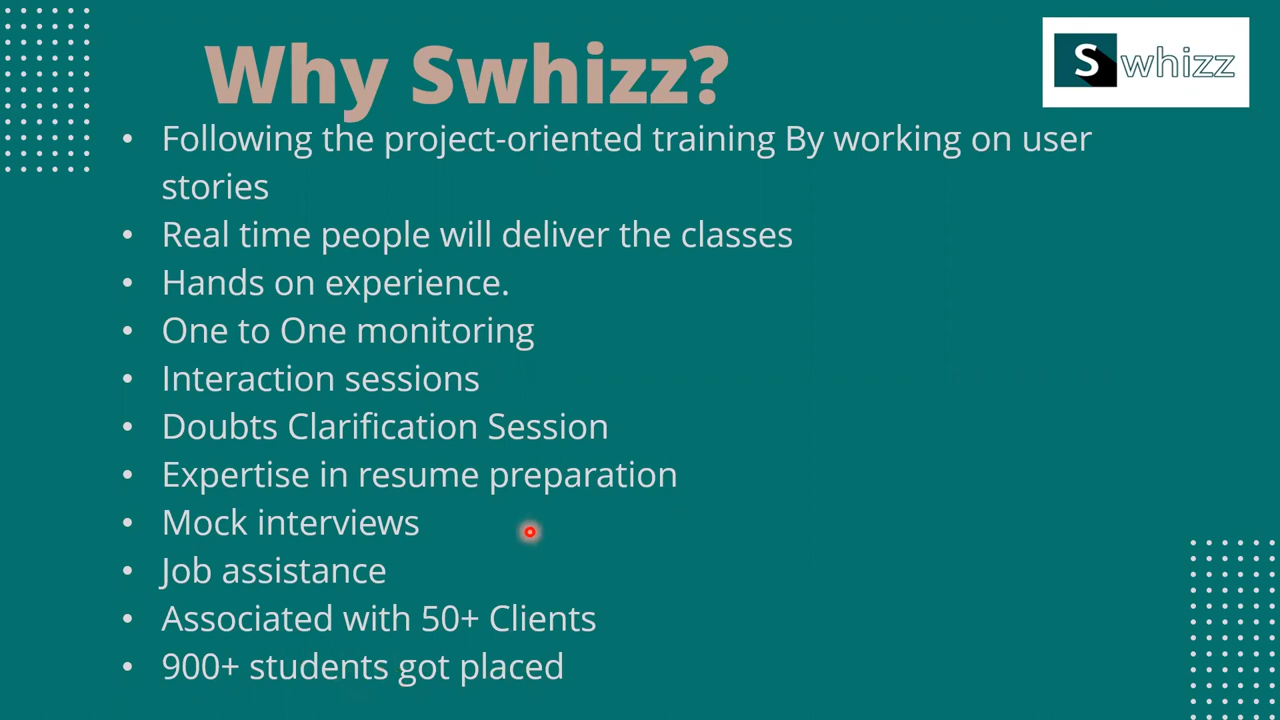 Why Swhizz?
Swhizz
• Following the project-oriented training By working on user
stories
• Real time people will deliver the classes
• Hands on experience.
• One to One monitoring
• Interaction sessions
• Doubts Clarification Session
• Expertise in resume preparation
• Mock interviews
• Job assistance
• Associated with 50+ Clients
• 900+ students got placed